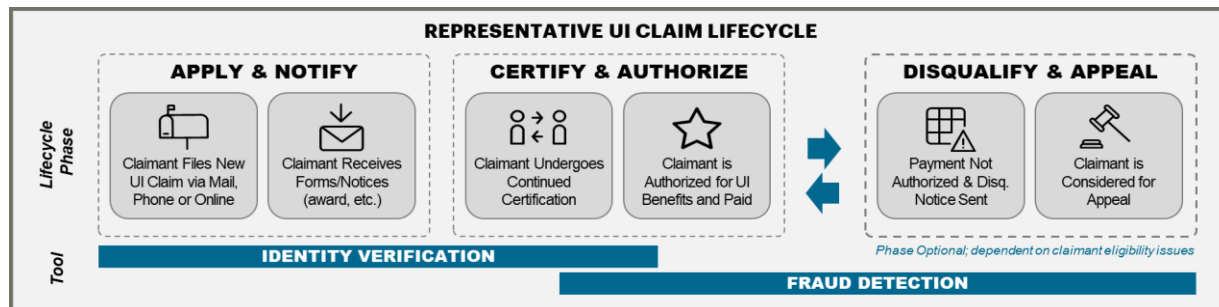 REPRESENTATIVE UI CLAIM LIFECYCLE
Lifecycle
Phase
APPLY & NOTIFY
Claimant Files New
UI Claim via Mail,
Phone or Online
Claimant Receives
Forms/Notices
(award, etc.)
CERTIFY & AUTHORIZE
Claimant Undergoes
Continued
Certification
Claimant is
Authorized for UI
Benefits and Paid
DISQUALIFY & APPEAL
Payment Not
Authorized & Disq.
Notice Sent
Claimant is
Considered for
Appeal
Phase Optional; dependent on claimant eligibility issues
Tool
IDENTITY VERIFICATION
FRAUD DETECTION